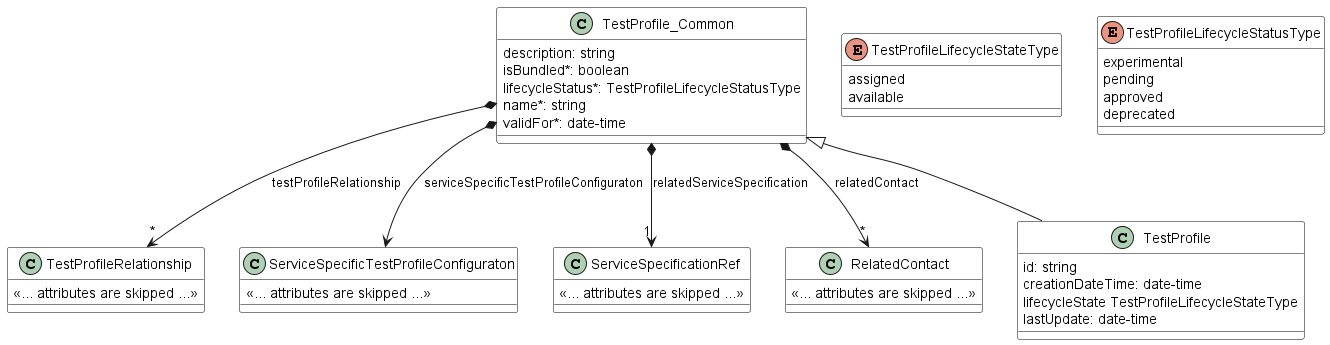 C TestProfile_Common
description: string
isBundled*: boolean
lifecycleStatus*: TestProfileLifecycleStatusType
name*: string
validFor*: date-time
E TestProfileLifecycleStateType
assigned
available
E TestProfileLifecycleStatusType
experimental
pending
approved
deprecated
testProfileRelationship
*
serviceSpecificTestProfileConfiguraton
relatedServiceSpecification
1
relatedContact
*
C TestProfileRelationship
«... attributes are skipped ...»
C ServiceSpecificTestProfileConfiguraton
«... attributes are skipped ...»
C ServiceSpecificationRef
«... attributes are skipped ...»
C RelatedContact
«... attributes are skipped ...»
C TestProfile
id: string
creationDateTime: date-time
lifecycleState TestProfileLifecycleStateType
lastUpdate: date-time